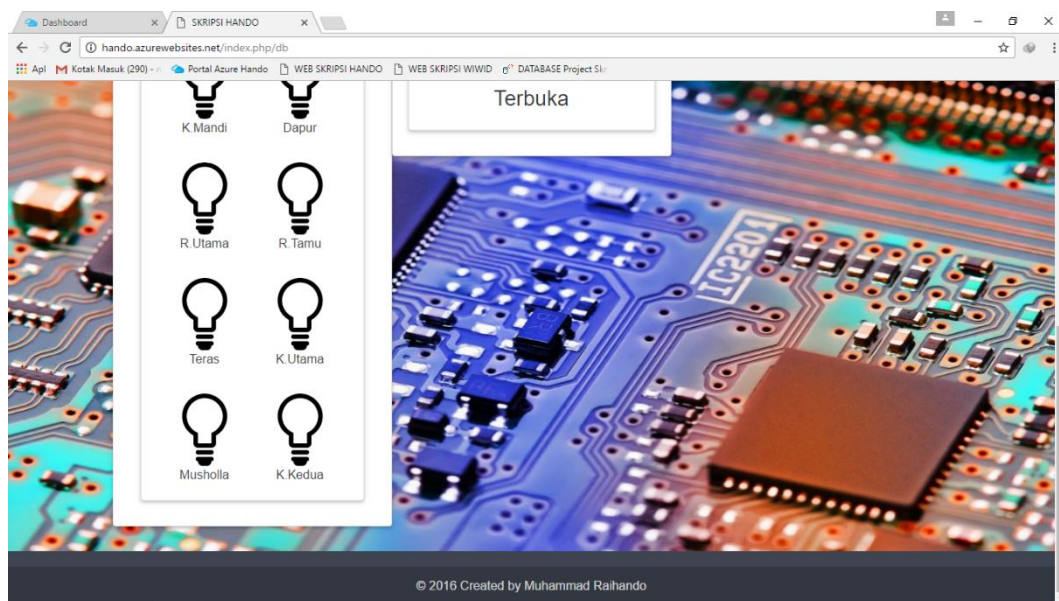 Dashboard
SKRIPSI HANDO
hando.azurewebsites.net/index.php/db
Apl
Kotak Masuk (290) - n
Portal Azure Hando
WEB SKRIPSI HANDO
WEB SKRIPSI WIWID
DATABASE Project Skr
Terbuka
K.Mandi Dapur
R.Utama R.Tamu
Teras K.Utama
Musholla K.Kedua
IC2201
© 2016 Created by Muhammad Raihando